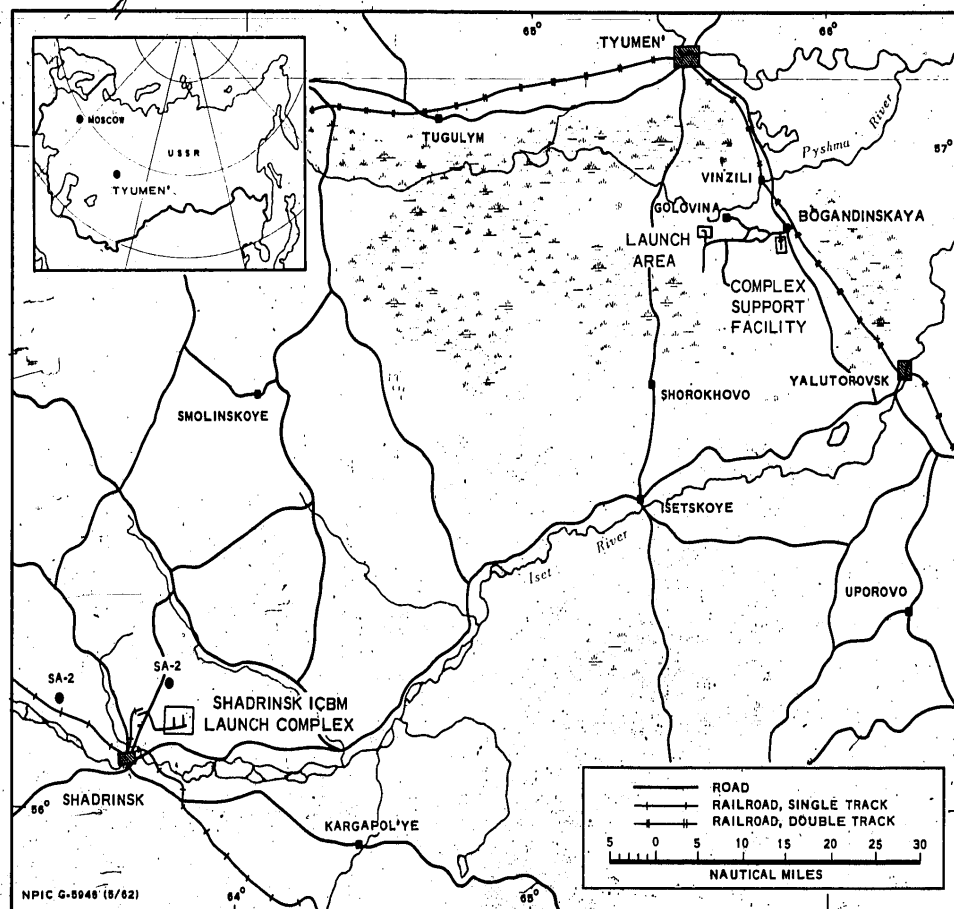 65°
66°
TYUMEN'
MOSCOW
USSR
TYUMEN'
TUGULYM
Pyshma River
57°
VINZILI
GOLOVINA
BOGANDINSKAYA
LAUNCH
AREA
COMPLEX
SUPPORT
FACILITY
YALUTOROVSK
SMOLINSKOYE
SHOROKHOVO
ISETSKOYE
Iset River
UPOROVO
SA-2
SA-2
SHADRINSK ICBM
LAUNCH COMPLEX
SHADRINSK
56°
KARGAPOL'YE
ROAD
RAILROAD, SINGLE TRACK
RAILROAD, DOUBLE TRACK
5 0 5 10 15 20 25 30
NAUTICAL MILES
NPIC G-5946 (5/62)
64°
65°